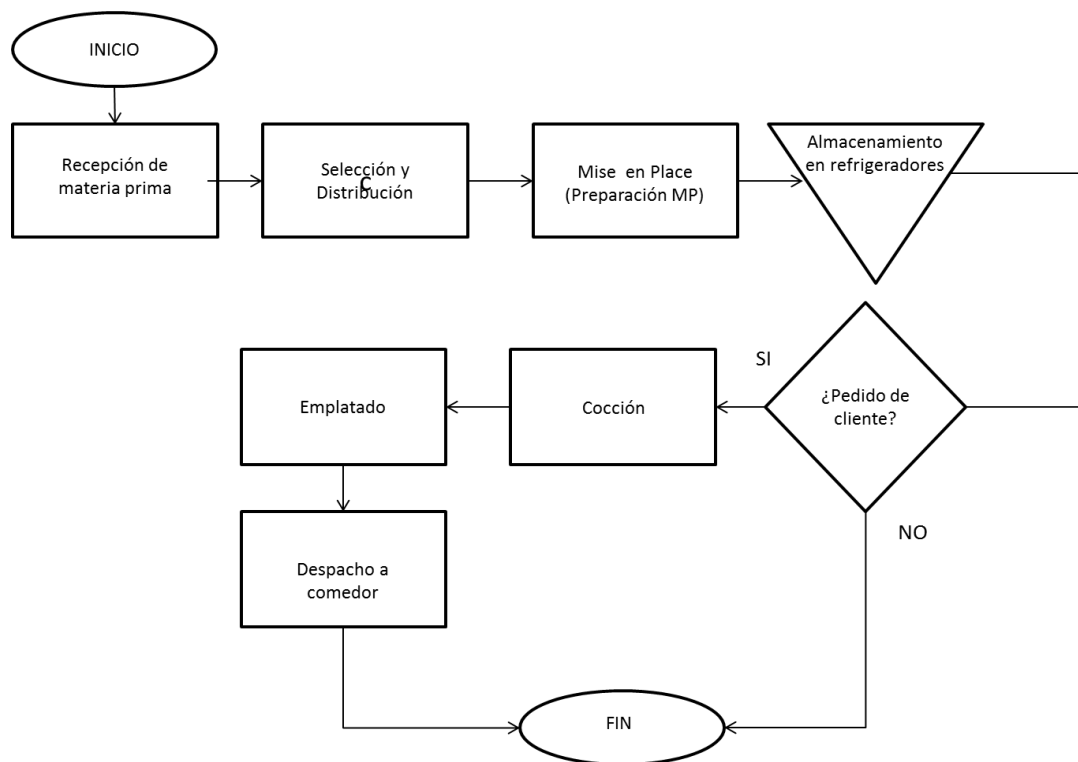 INICIO
Recepción de
materia prima
Selección y
Distribución
C
Mise en Place
(Preparación MP)
Almacenamiento
en refrigeradores
SI
¿Pedido de
cliente?
Cocción
Emplatado
NO
Despacho a
comedor
FIN